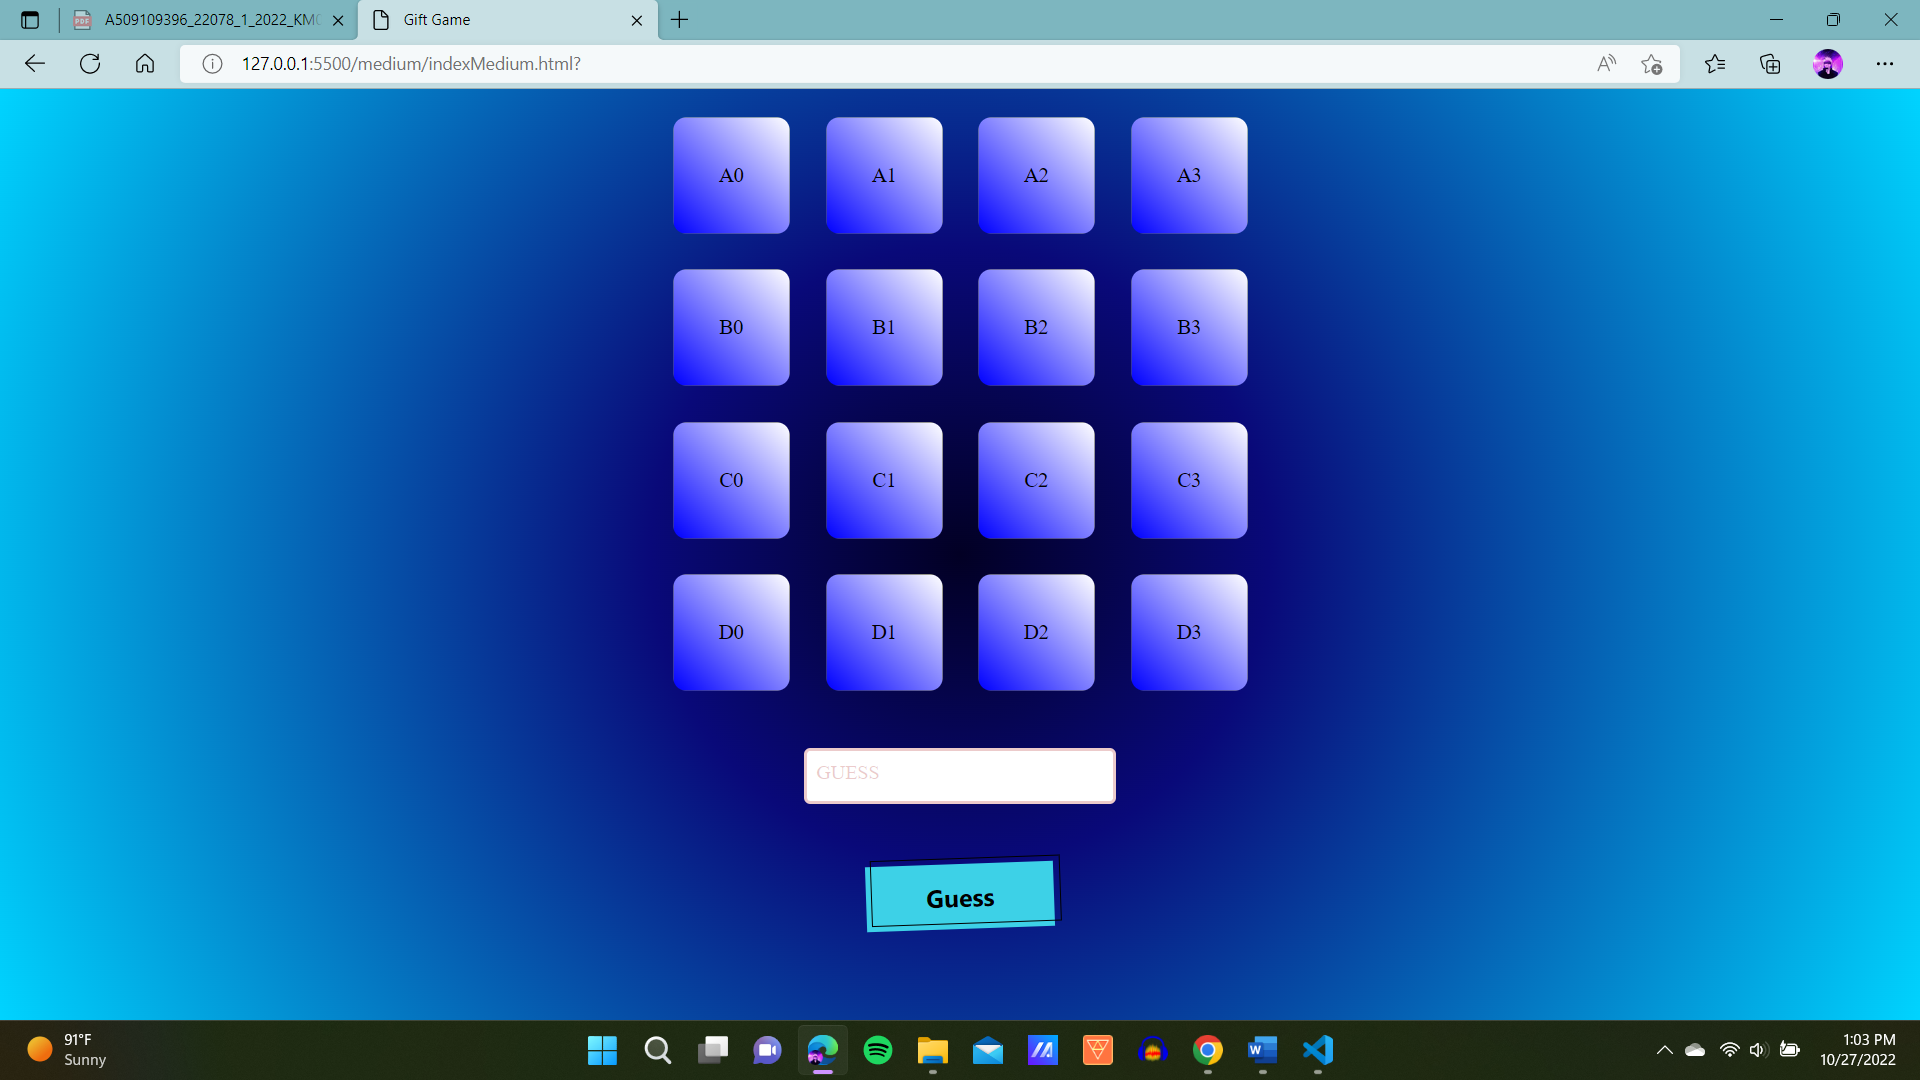 A509109396_22078_1_2022_KM
Gift Game
127.0.0.1:5500/medium/indexMedium.html?
A0 A1 A2 A3
B0 B1 B2 B3
C0 C1 C2 C3
D0 D1 D2 D3
GUESS
Guess
91°F
Sunny
1:03 PM
10/27/2022